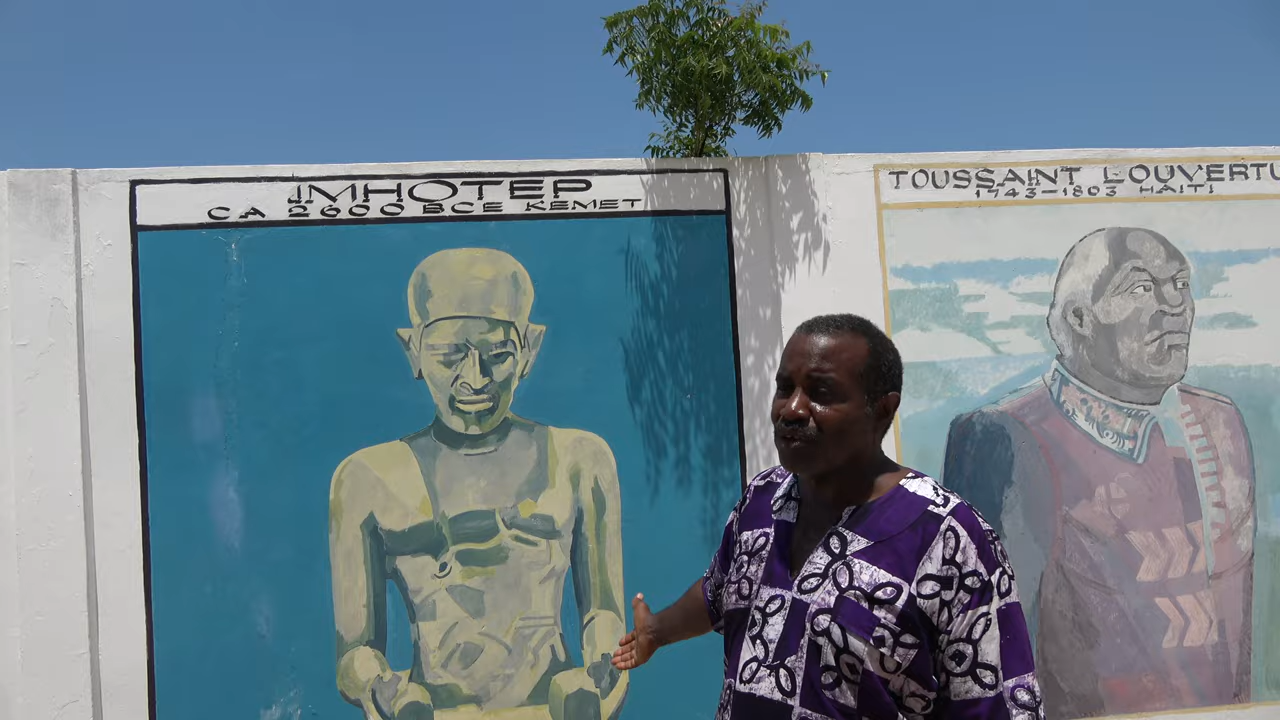 IMHOTEP
CA 2600 BCE KEMET
TOUSSAINT LOUVERTU
1743-1803 HAITI